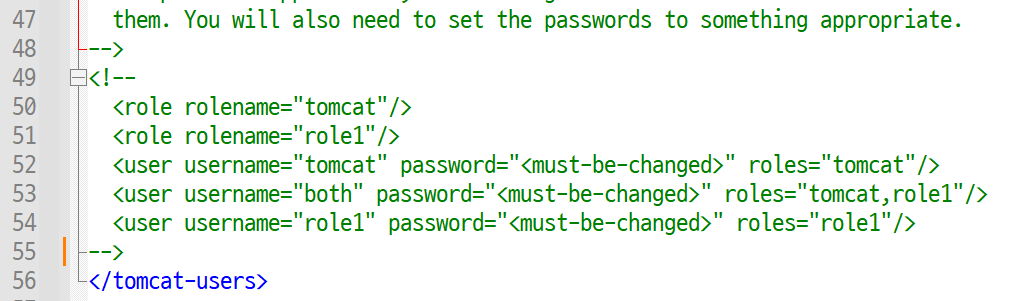 47 them. You will also need to set the passwords to something appropriate.
48 -->
49 <!--
50 <role rolename="tomcat"/>
51 <role rolename="role1"/>
52 <user username="tomcat" password="<must-be-changed>" roles="tomcat"/>
53 <user username="both" password="<must-be-changed>" roles="tomcat,role1"/>
54 <user username="role1" password="<must-be-changed>" roles="role1"/>
55 -->
56 </tomcat-users>